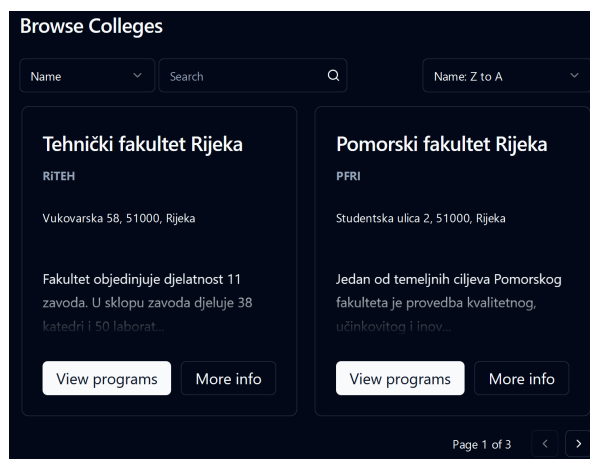 Browse Colleges
Name
Search
Name: Z to A
Tehnički fakultet Rijeka
RiTEH
Vukovarska 58, 51000, Rijeka
Fakultet objedinjuje djelatnost 11
zavoda. U sklopu zavoda djeluje 38
katedri i 50 laborat...
View programs
More info
Pomorski fakultet Rijeka
PFRI
Studentska ulica 2, 51000, Rijeka
Jedan od temeljnih ciljeva Pomorskog
fakulteta je provedba kvalitetnog,
učinkovitog i inov...
View programs
More info
Page 1 of 3